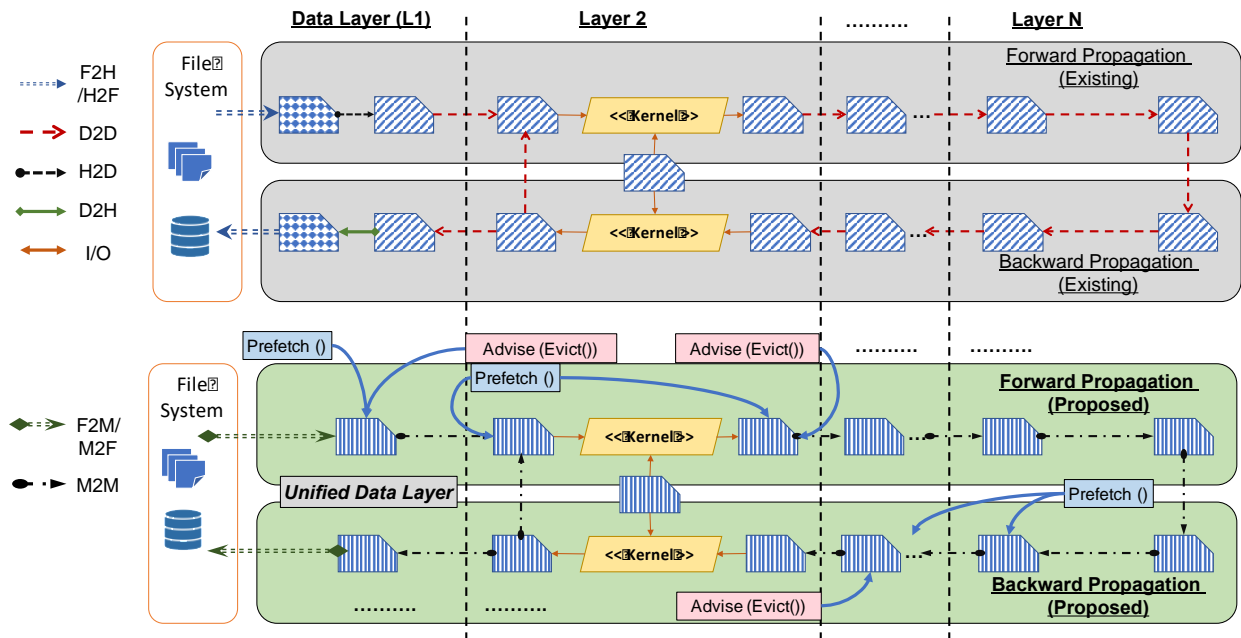 Data Layer (L1)
Layer 2
..........
Layer N
File
System
F2H
/H2F
D2D
H2D
D2H
I/O
Forward Propagation
(Existing)
<< Kernel >>
...
<< Kernel >>
...
Backward Propagation
(Existing)
Prefetch ()
Advise (Evict())
Advise (Evict())
..........
..........
File
System
Prefetch ()
Forward Propagation
(Proposed)
F2M/
M2F
M2M
<< Kernel >>
...
Unified Data Layer
Prefetch ()
<< Kernel >>
...
Backward Propagation
(Proposed)
Advise (Evict())
..........
..........